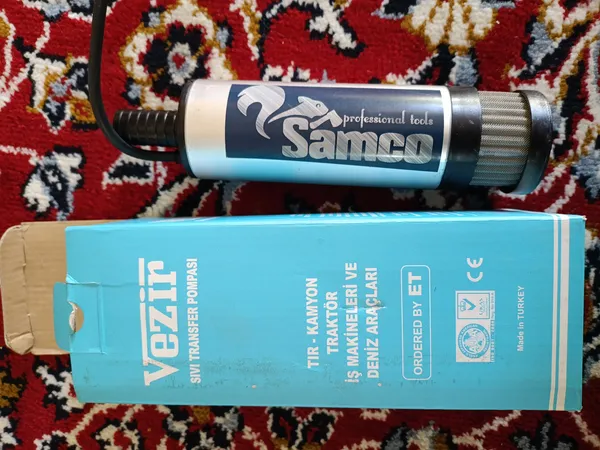 professional tools
Samco
Vezir
SIVI TRANSFER POMPASI
TIR - KAMYON
TRAKTÖR
İŞ MAKİNELERİ VE
DENİZ ARAÇLARI
ORDERED BY ET
CE
Made in TURKEY